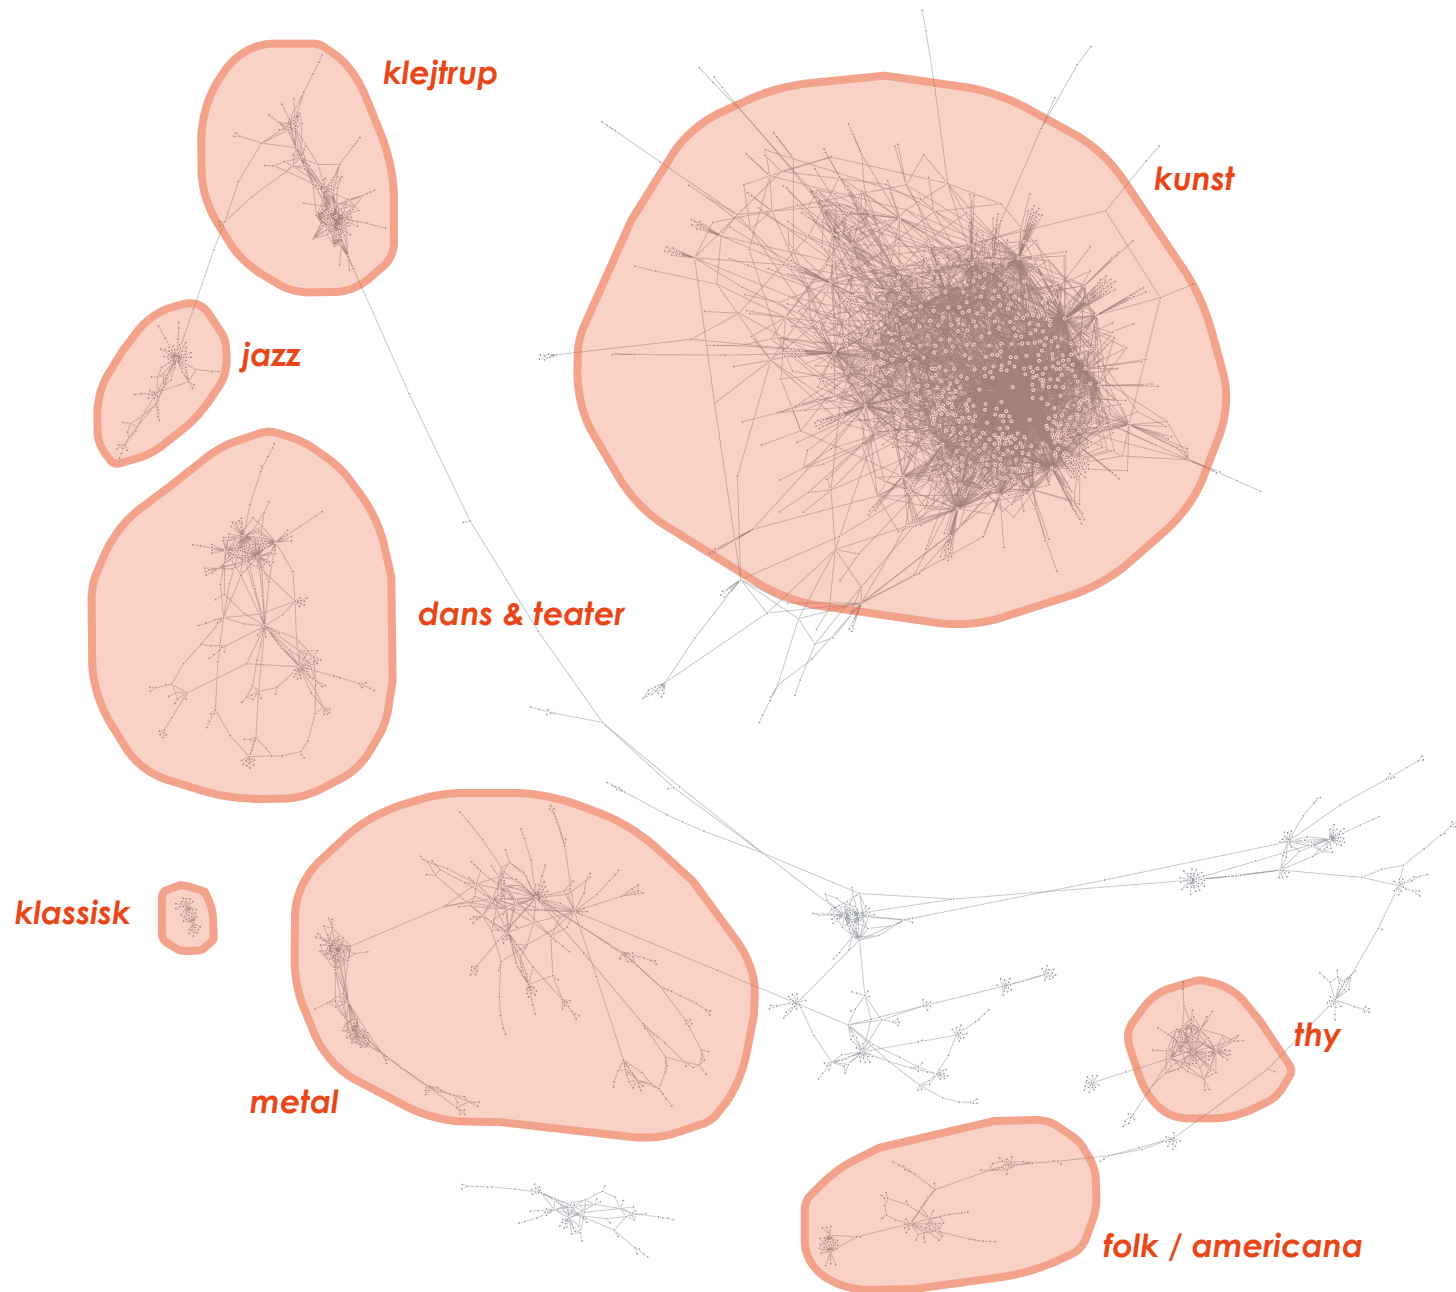 klejtrup
kunst
jazz
dans & teater
klassisk
thy
metal
folk / americana